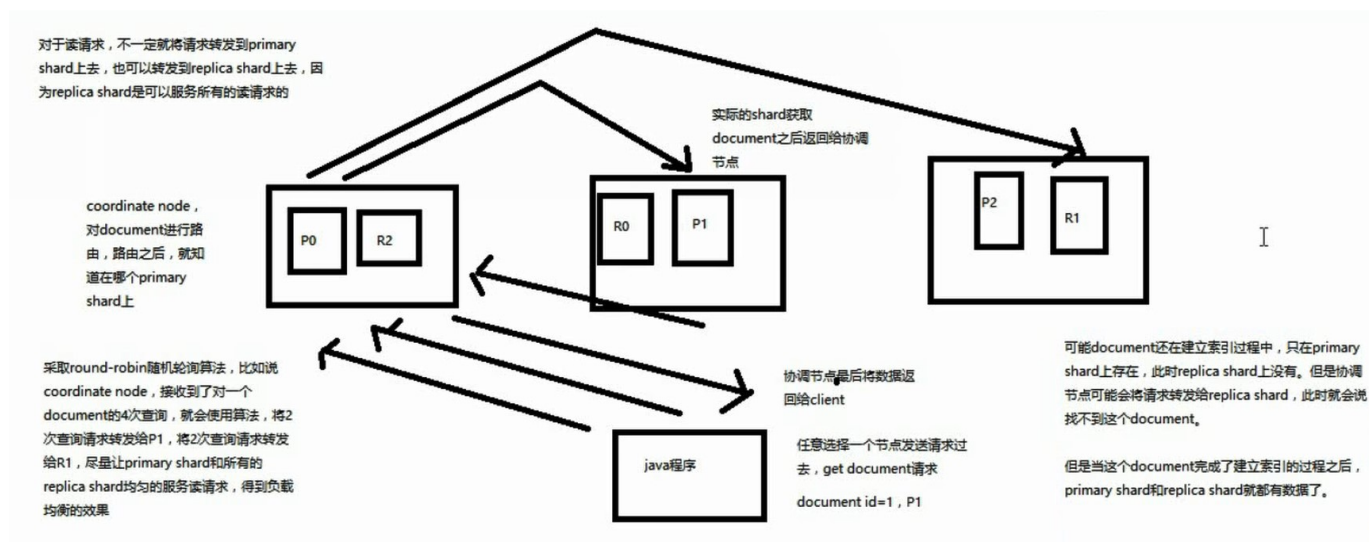 对于读请求，不一定就将请求转发到primary
shard上去，也可以转发到replica shard上去，因
为replica shard是可以服务所有的读请求的
实际的shard获取
document之后返回给协调
节点
coordinate node，
对document进行路
由，路由之后，就知
道在哪个primary
shard上
P0
R2
R0
P1
P2
R1
采取round-robin随机轮询算法，比如说
coordinate node，接收到了对一个
document的4次查询，就会使用算法，将2
次查询请求转发给P1，将2次查询请求转发
给R1，尽量让primary shard和所有的
replica shard均匀的服务读请求，得到负载
均衡的效果
协调节点最后将数据返
回给client
java程序
任意选择一个节点发送请求过
去，get document请求
document id=1，P1
可能document还在建立索引过程中，只在primary
shard上存在，此时replica shard上没有。但是协调
节点可能会将请求转发给replica shard，此时就会说
找不到这个document。
但是当这个document完成了建立索引的过程之后，
primary shard和replica shard就都有数据了。